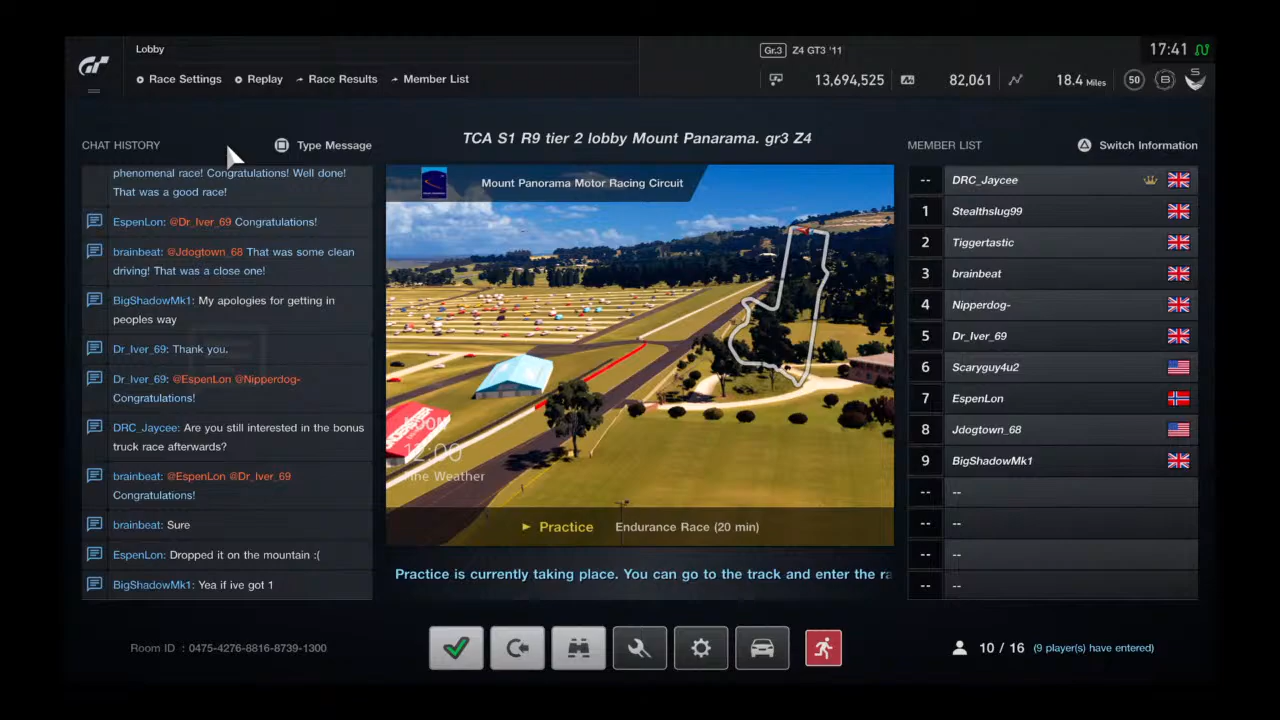 Lobby
Gr.3 Z4 GT3 '11
17:41
Race Settings Replay Race Results Member List
13,694,525 82,061 18.4 Miles 50 B S
TCA S1 R9 tier 2 lobby Mount Panarama. gr3 Z4
CHAT HISTORY Type Message
phenomenal race! Congratulations! Well done!
That was a good race!
EspenLon: @Dr_Iver_69 Congratulations!
brainbeat: @Jdogtown_68 That was some clean
driving! That was a close one!
BigShadowMk1: My apologies for getting in
peoples way
Dr_Iver_69: Thank you.
Dr_Iver_69: @EspenLon @Nipperdog-
Congratulations!
DRC_Jaycee: Are you still interested in the bonus
truck race afterwards?
brainbeat: @EspenLon @Dr_Iver_69
Congratulations!
brainbeat: Sure
EspenLon: Dropped it on the mountain :(
BigShadowMk1: Yea if ive got 1
Mount Panorama Motor Racing Circuit
NOON
12:00
Fine Weather
Practice Endurance Race (20 min)
Practice is currently taking place. You can go to the track and enter the ra
MEMBER LIST Switch Information
-- DRC_Jaycee
1 Stealthslug99
2 Tiggertastic
3 brainbeat
4 Nipperdog-
5 Dr_Iver_69
6 Scaryguy4u2
7 EspenLon
8 Jdogtown_68
9 BigShadowMk1
-- --
-- --
-- --
-- --
Room ID : 0475-4276-8816-8739-1300
10 / 16 (9 player(s) have entered)